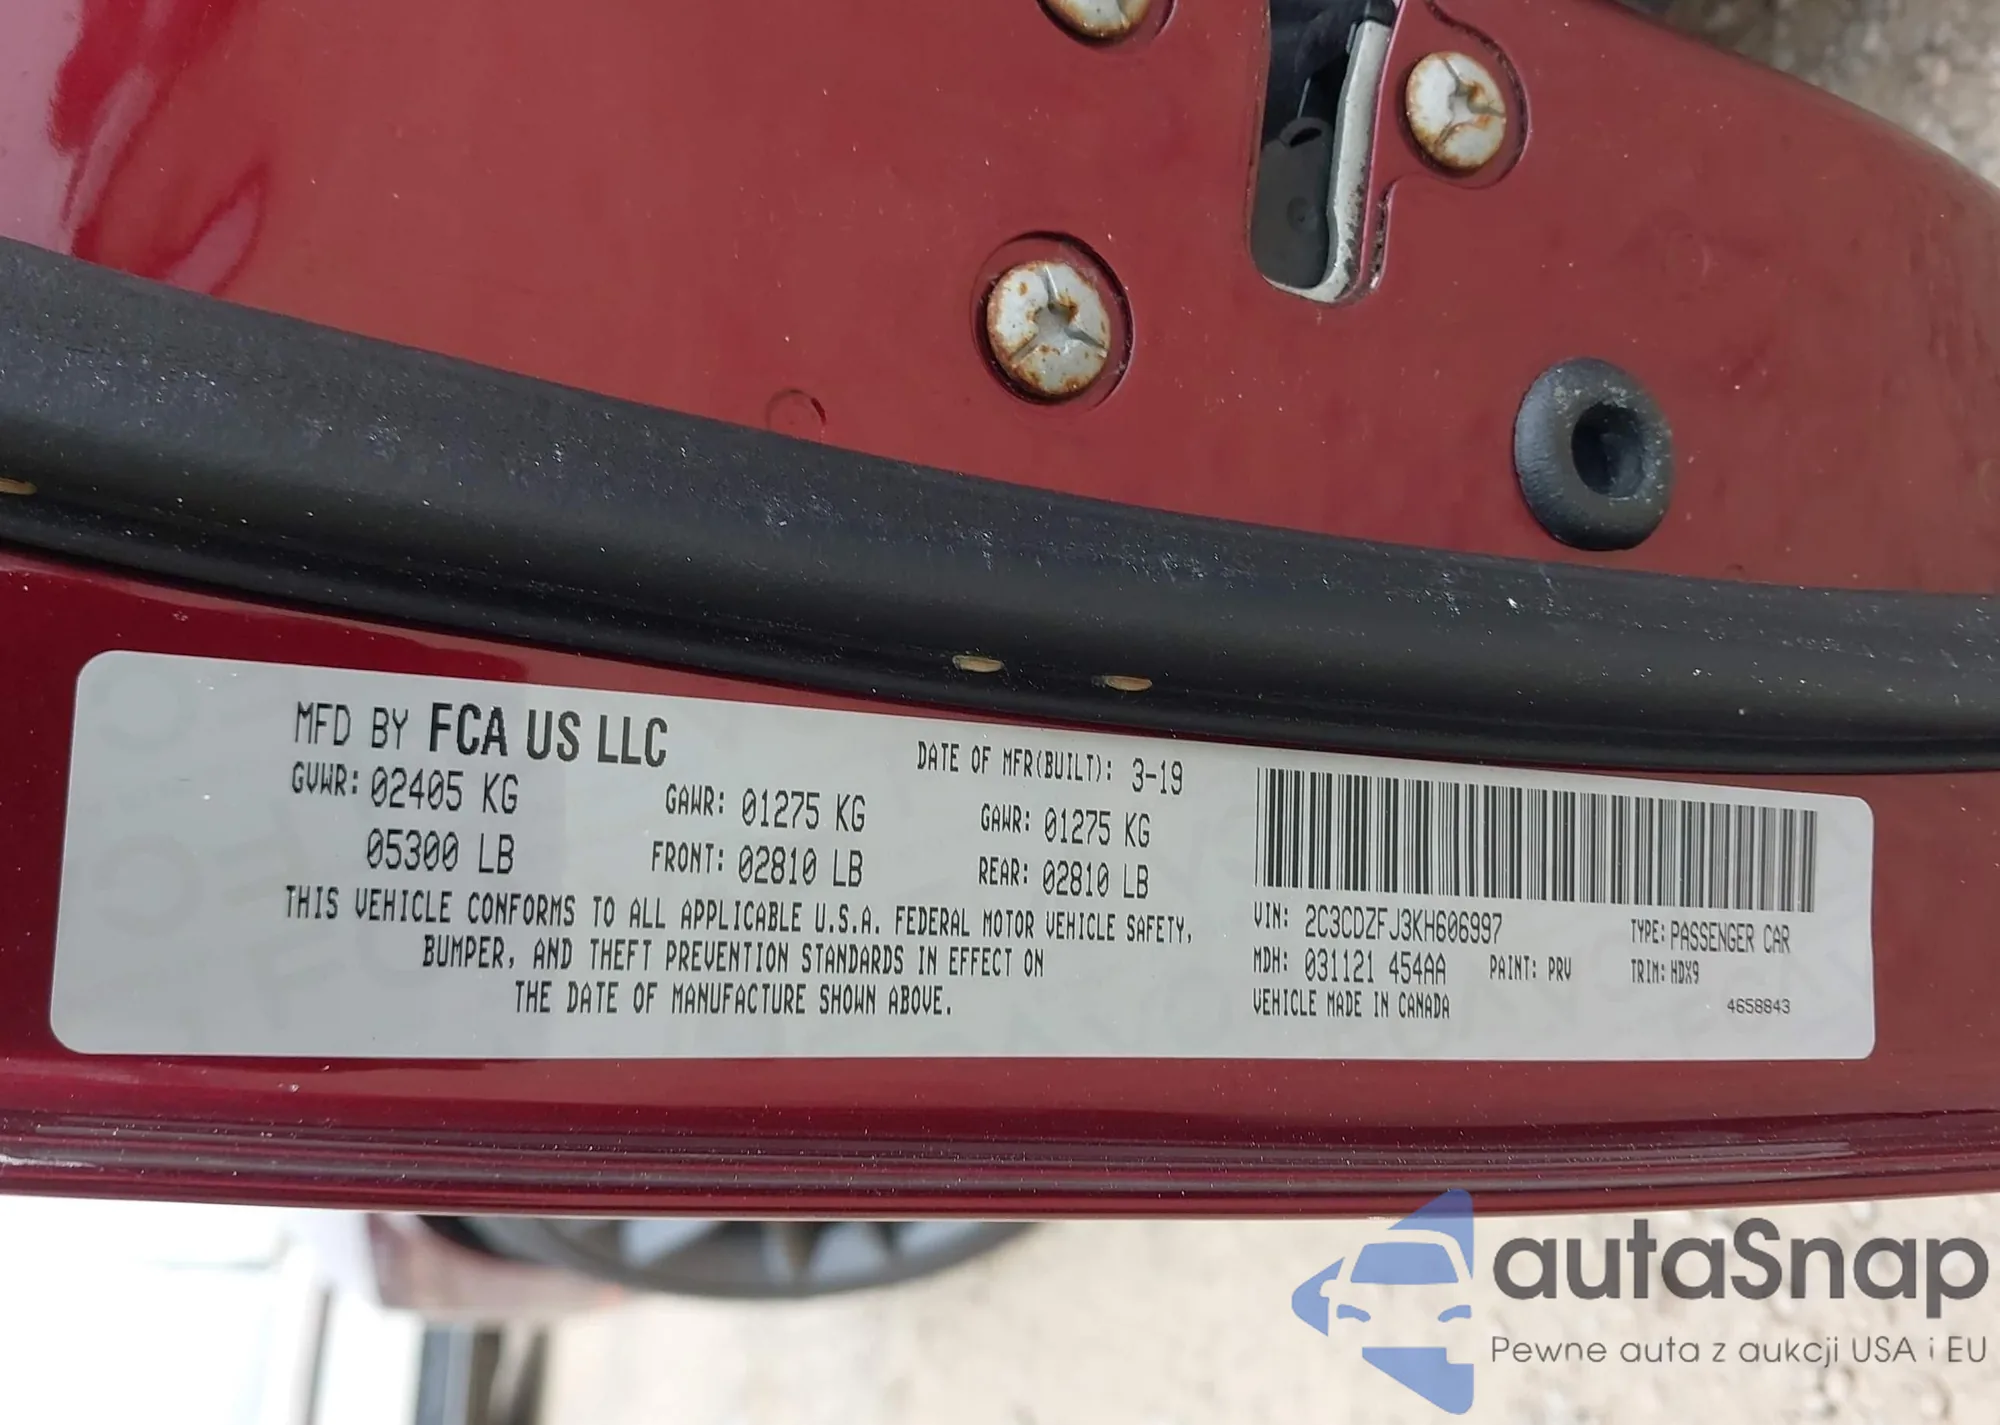 MFD BY FCA US LLC
DATE OF MFR(BUILT): 3-19
GVWR: 02405 KG GAWR: 01275 KG GAWR: 01275 KG
05300 LB FRONT: 02810 LB REAR: 02810 LB
THIS VEHICLE CONFORMS TO ALL APPLICABLE U.S.A. FEDERAL MOTOR VEHICLE SAFETY,
BUMPER, AND THEFT PREVENTION STANDARDS IN EFFECT ON
THE DATE OF MANUFACTURE SHOWN ABOVE.
VIN: 2C3CDZFJ3KH606997 TYPE: PASSENGER CAR
MDH: 031121 454AA PAINT: PRV TRIM: HDX9
VEHICLE MADE IN CANADA 4658843
autaSnap
Pewne auta z aukcji USA i EU